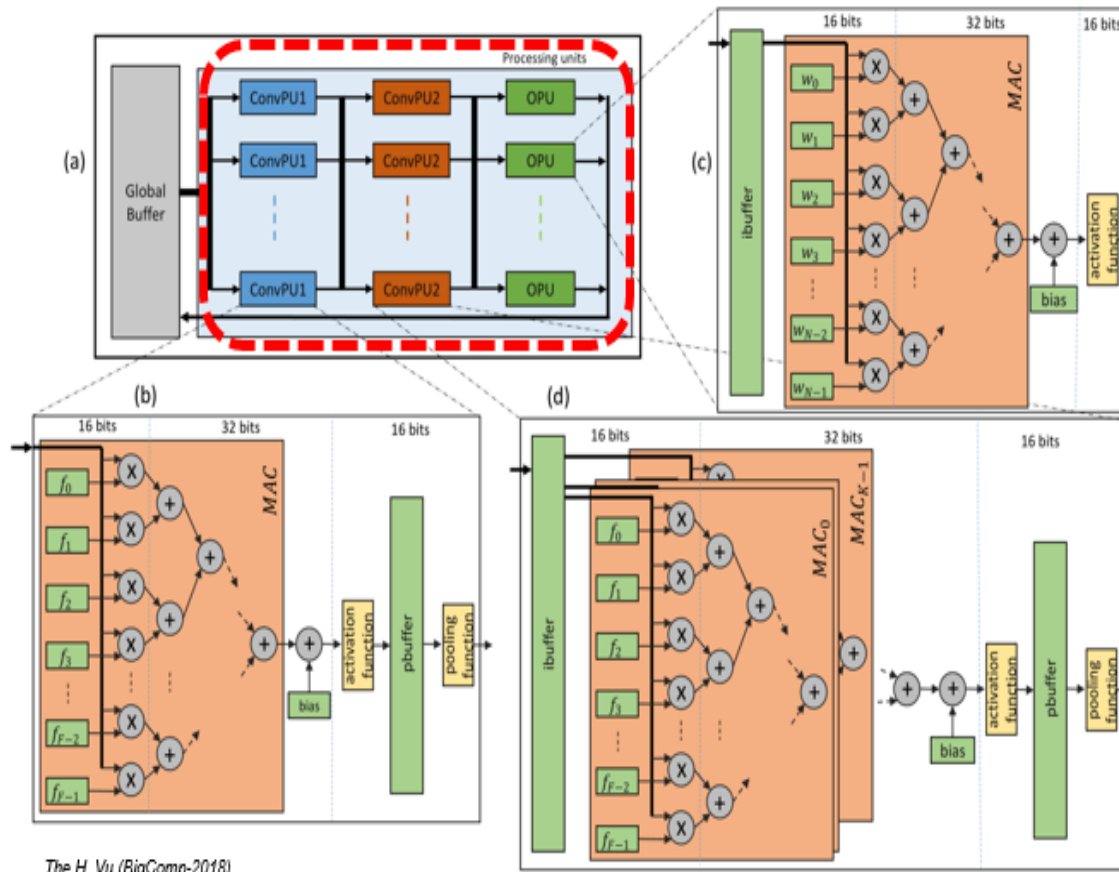 (a)
Global
Buffer
Processing units
ConvPU1
ConvPU2
OPU
ConvPU1
ConvPU2
OPU
ConvPU1
ConvPU2
OPU
(c)
16 bits
32 bits
16 bits
ibuffer
w0
w1
w2
w3
wN-2
wN-1
X
X
X
X
X
X
+
+
+
+
+
+
+
MAC
bias
activation
function
(b)
16 bits
32 bits
16 bits
f0
f1
f2
f3
fF-2
fF-1
X
X
X
X
X
X
+
+
+
+
+
+
MAC
bias
activation
function
pbuffer
pooling
function
(d)
16 bits
32 bits
16 bits
ibuffer
f0
f1
f2
f3
fF-2
fF-1
X
X
X
X
X
X
X
+
+
+
+
+
+
+
+
MAC0
MACK-1
bias
activation
function
pbuffer
pooling
function
The H. Vu (BigComp-2018)